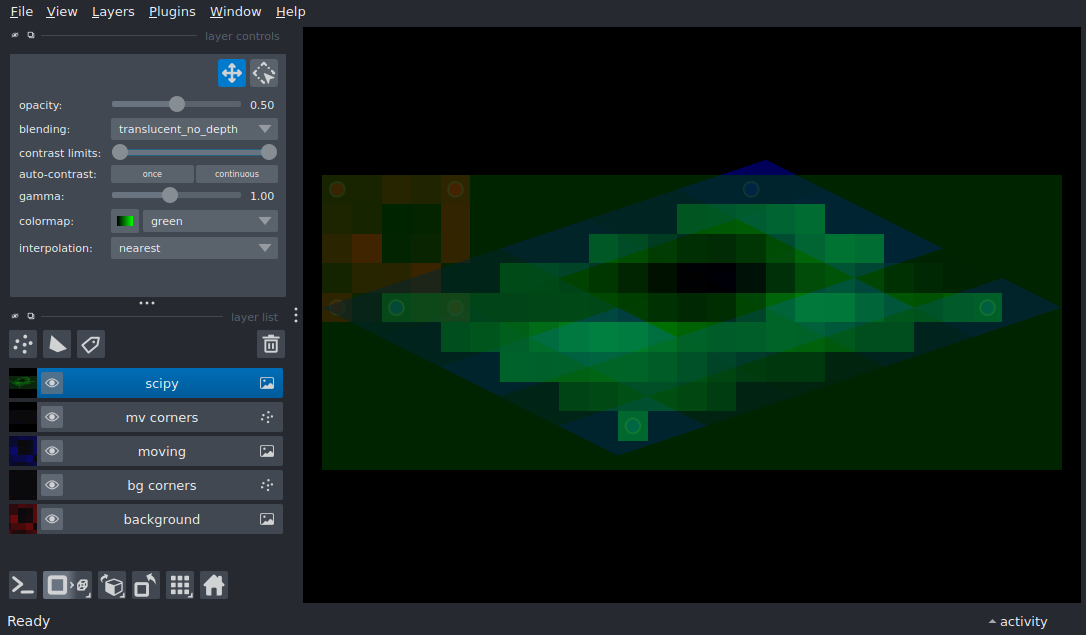 File View Layers Plugins Window Help
layer controls
opacity: 0.50
blending: translucent_no_depth
contrast limits:
auto-contrast: once continuous
gamma: 1.00
colormap: green
interpolation: nearest
layer list
scipy
mv corners
moving
bg corners
background
Ready activity